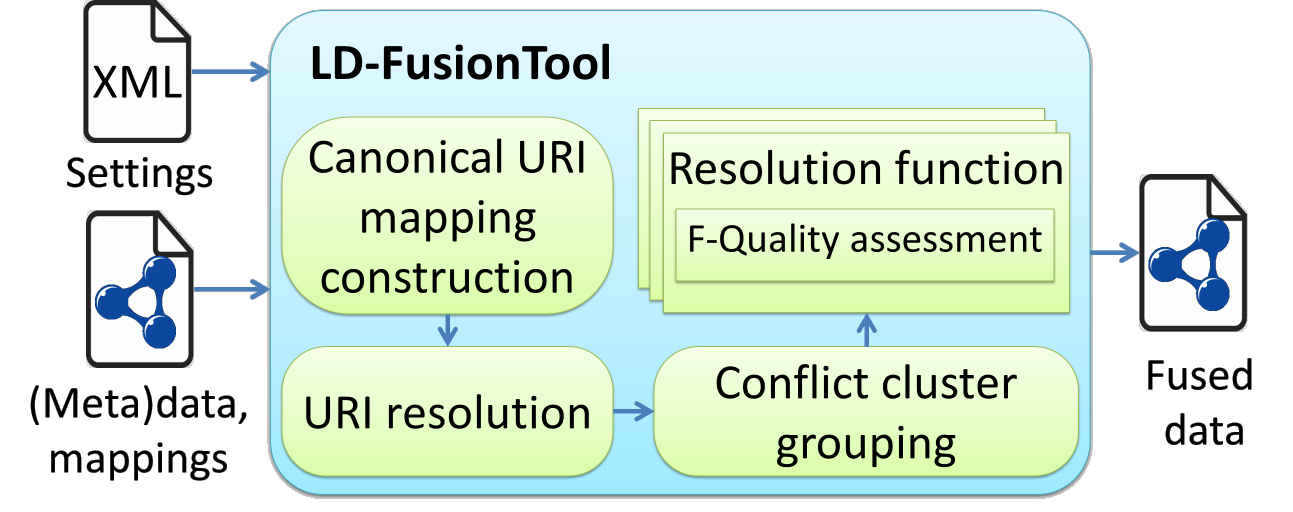 XML
Settings
(Meta)data,
mappings
LD-FusionTool
Canonical URI
mapping
construction
URI resolution
Conflict cluster
grouping
Resolution function
F-Quality assessment
Fused
data